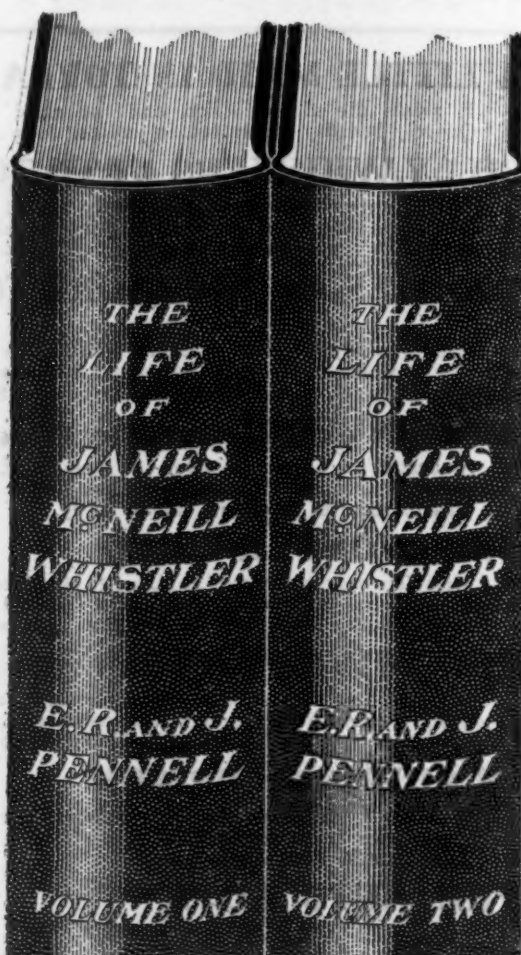 THE
LIFE
OF
JAMES
McNEILL
WHISTLER
E. R. AND J.
PENNELL
VOLUME ONE
THE
LIFE
OF
JAMES
McNEILL
WHISTLER
E. R. AND J.
PENNELL
VOLUME TWO